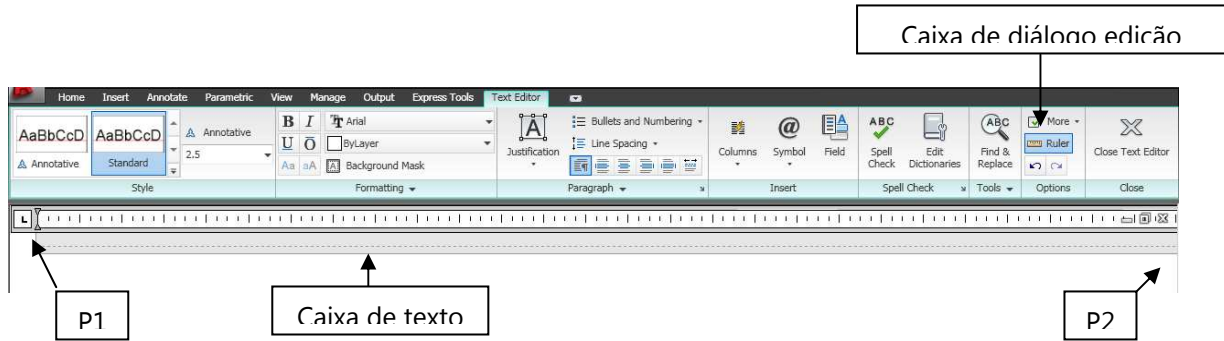 Caixa de diálogo edição
Home Insert Annotate Parametric View Manage Output Express Tools Text Editor
AaBbCcD AaBbCcD Annotative B I Arial Bullets and Numbering ABC ABC More
2.5 U O ByLayer Line Spacing Ruler
Annotative Standard Aa aA Background Mask Justification Columns Symbol Field Spell Check Edit Dictionaries Find & Replace Close Text Editor
Style Formatting Paragraph Insert Spell Check Tools Options Close
L
P1
Caixa de texto
P2